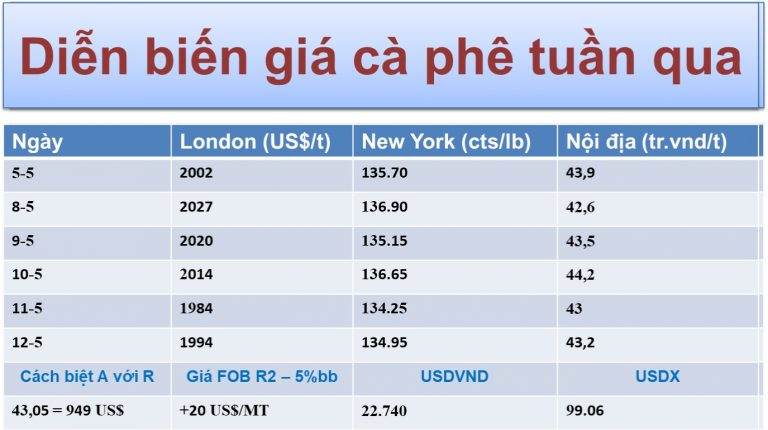 Diễn biến giá cà phê tuần qua
Ngày London (US$/t) New York (cts/lb) Nội địa (tr.vnd/t)
5-5 2002 135.70 43,9
8-5 2027 136.90 42,6
9-5 2020 135.15 43,5
10-5 2014 136.65 44,2
11-5 1984 134.25 43
12-5 1994 134.95 43,2
Cách biệt A với R Giá FOB R2 – 5%bb USDVND USDX
43,05 = 949 US$ +20 US$/MT 22.740 99.06